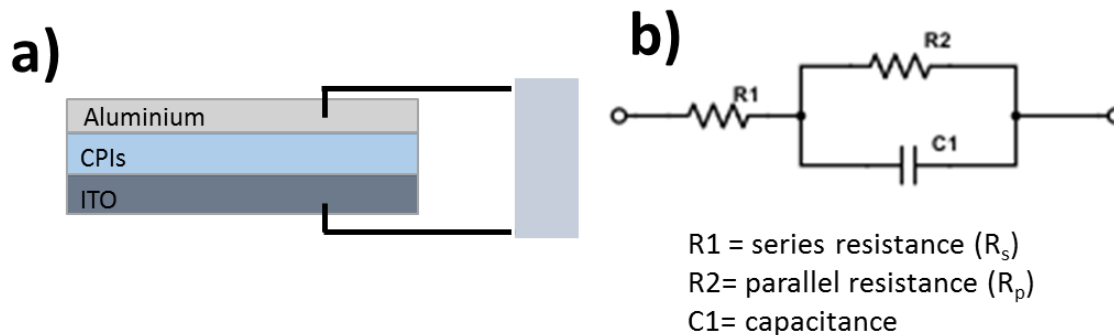 a)
Aluminium
CPIs
ITO
b)
R2
R1
C1
R1 = series resistance (Rs)
R2= parallel resistance (Rp)
C1= capacitance